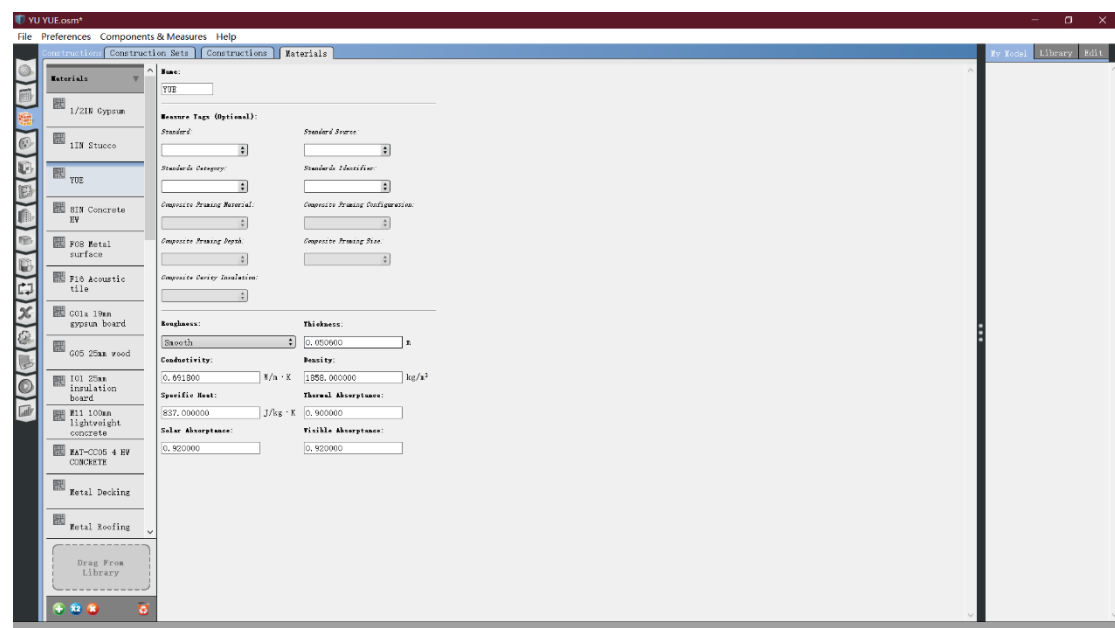 YU YUE.osm*
File Preferences Components & Measures Help
Constructions Construction Sets Constructions Materials
My Model Library Edit
Materials
1/2IN Gypsum
1IN Stucco
YUE
8IN Concrete
HW
F08 Metal
surface
F16 Acoustic
tile
G01a 19mm
gypsum board
G05 25mm wood
I01 25mm
insulation
board
M11 100mm
lightweight
concrete
MAT-CC05 4 HW
CONCRETE
Metal Decking
Metal Roofing
Drag From
Library
Name:
YUE
Measure Tags (Optional):
Standard: Standard Source:
Standards Category: Standards Identifier:
Composite Framing Material: Composite Framing Configuration:
Composite Framing Depth: Composite Framing Size:
Composite Cavity Insulation:
Roughness: Thickness:
Smooth 0.050600 m
Conductivity: Density:
0.691800 W/m·K 1858.000000 kg/m³
Specific Heat: Thermal Absorptance:
837.000000 J/kg·K 0.900000
Solar Absorptance: Visible Absorptance:
0.920000 0.920000